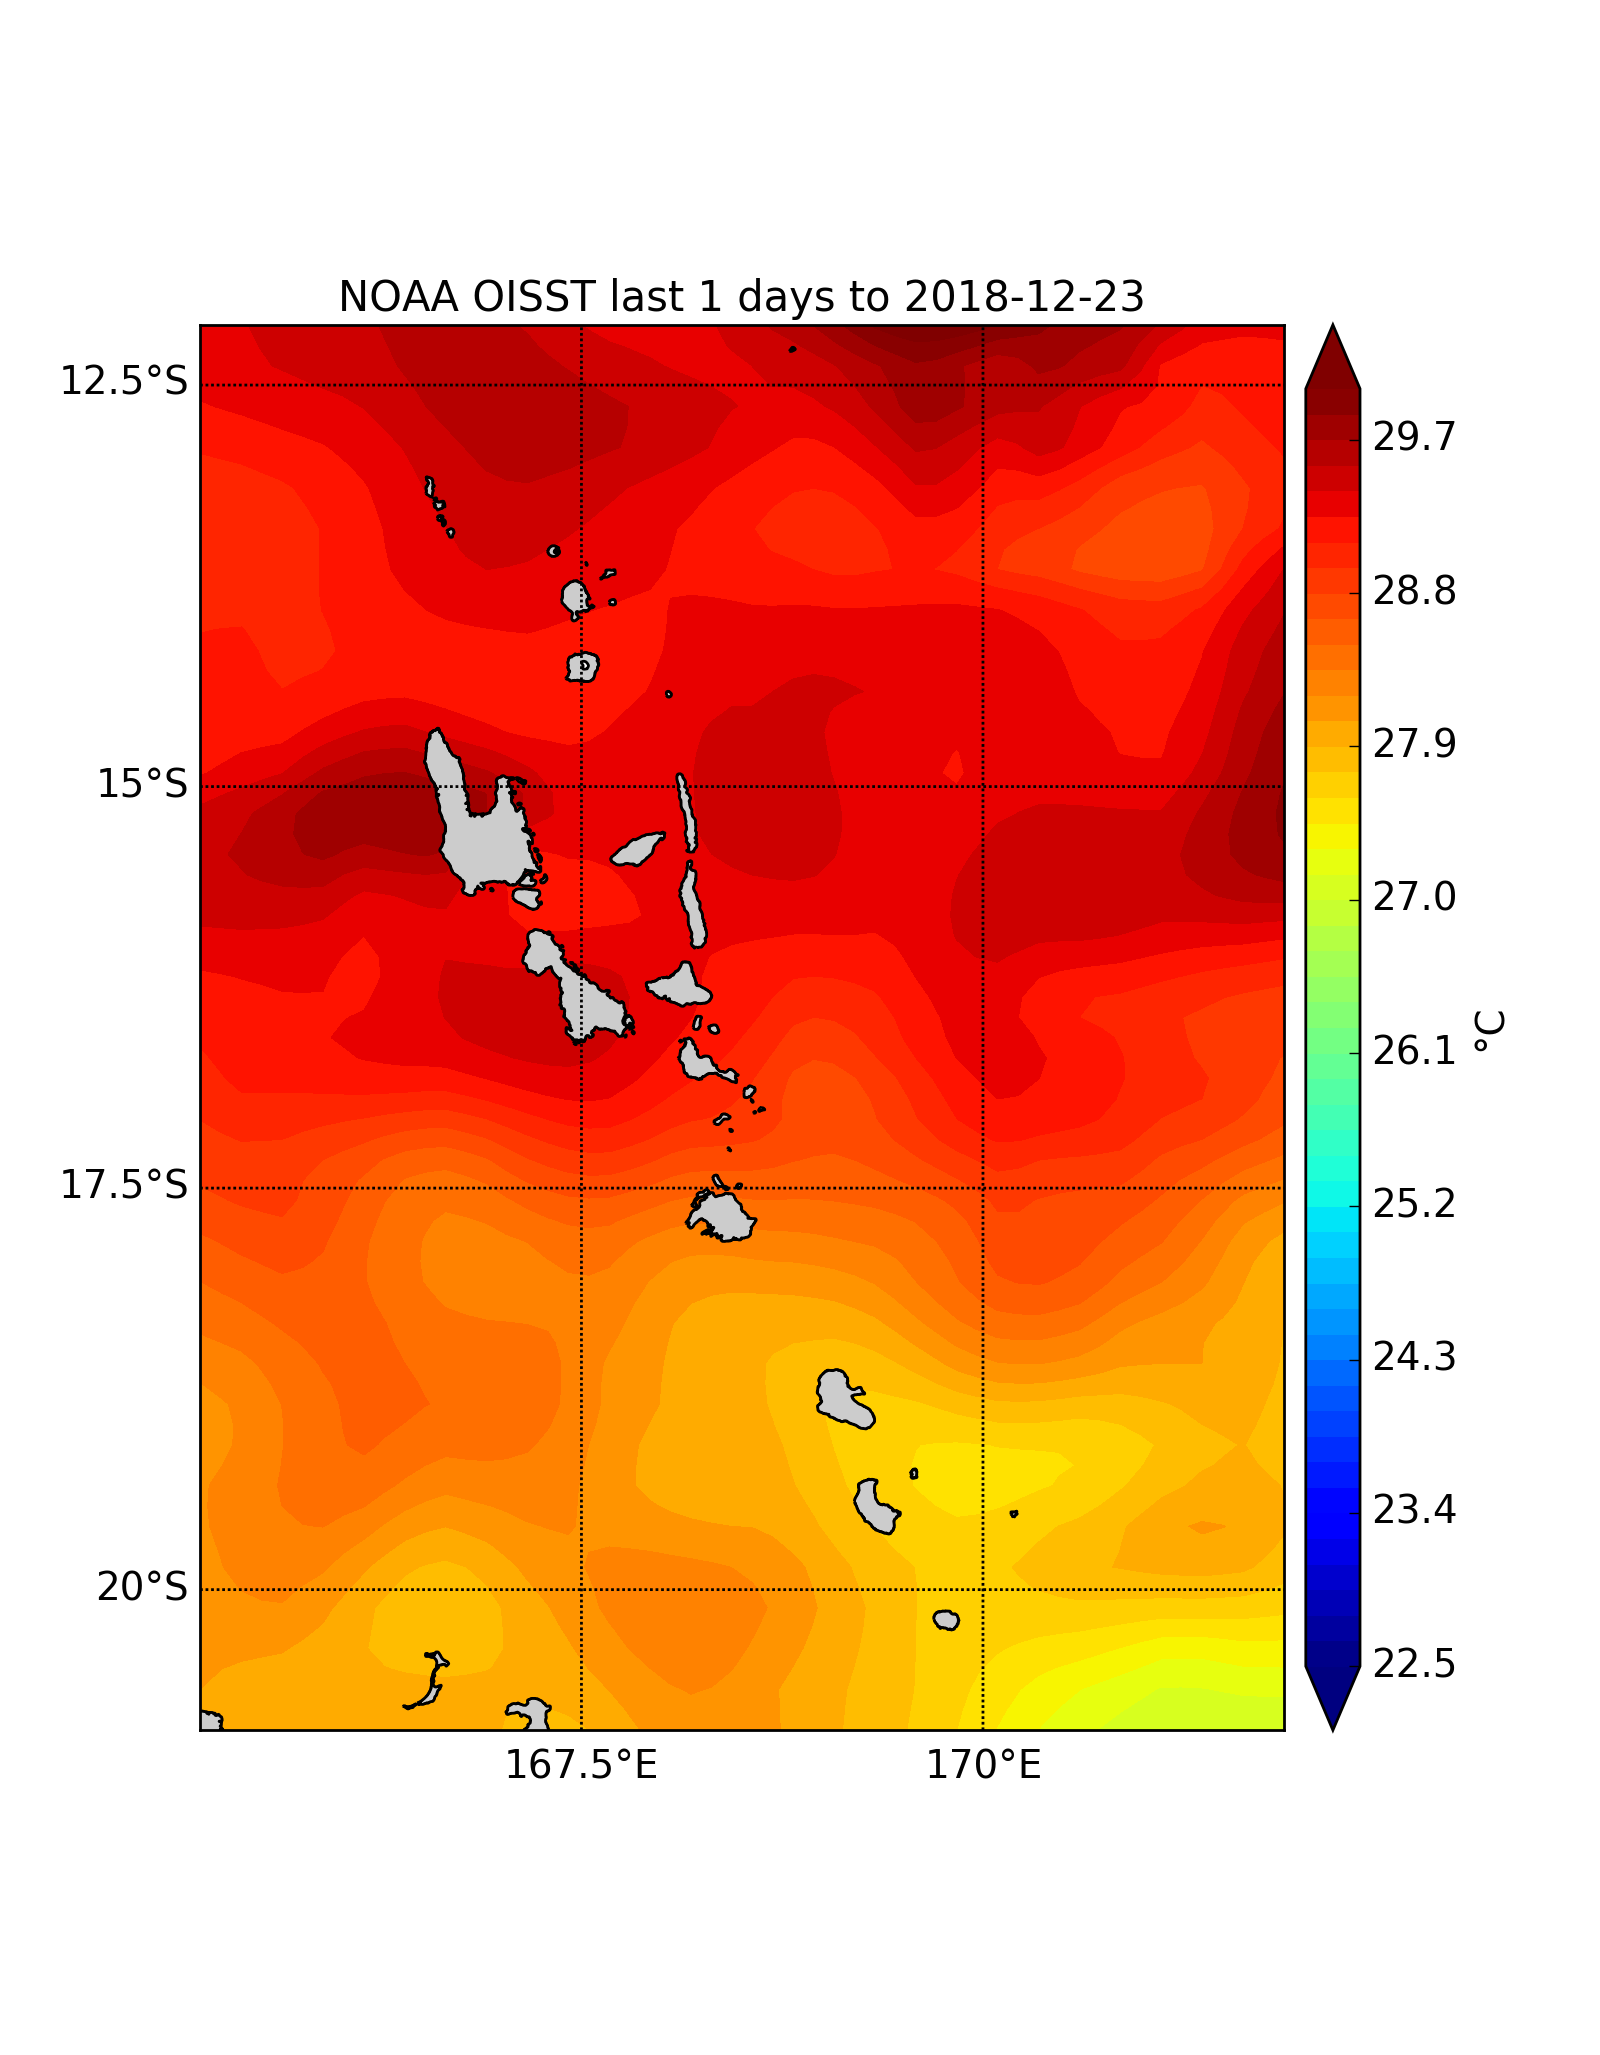 NOAA OISST last 1 days to 2018-12-23
12.5°S
15°S
17.5°S
20°S
167.5°E
170°E
29.7
28.8
27.9
27.0
26.1
25.2
24.3
23.4
22.5
°C